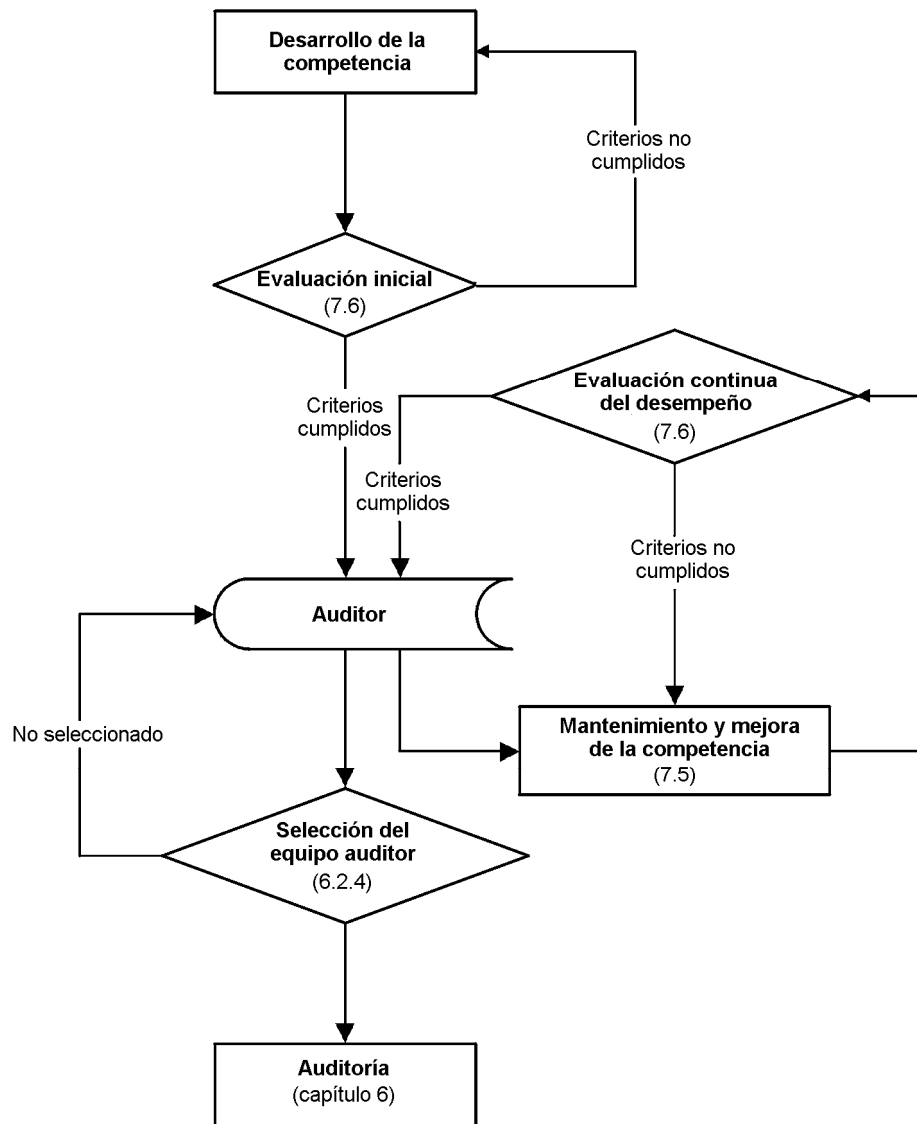 Desarrollo de la
competencia
Criterios no
cumplidos
Evaluación inicial
(7.6)
Evaluación continua
del desempeño
(7.6)
Criterios
cumplidos
Criterios
cumplidos
Criterios no
cumplidos
Auditor
No seleccionado
Mantenimiento y mejora
de la competencia
(7.5)
Selección del
equipo auditor
(6.2.4)
Auditoría
(capítulo 6)